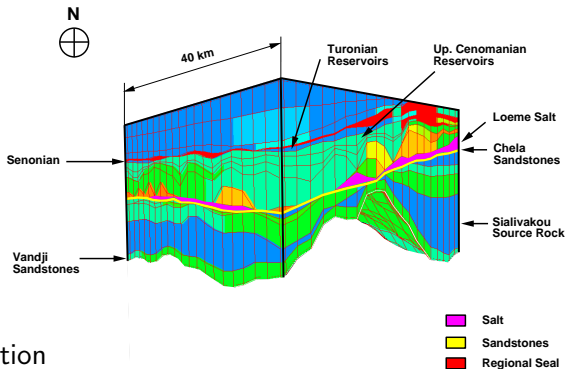 N
40 km
Turonian
Reservoirs
Up. Cenomanian
Reservoirs
Loeme Salt
Chela
Sandstones
Senonian
Sialivakou
Source Rock
Vandji
Sandstones
Salt
Sandstones
Regional Seal
tion